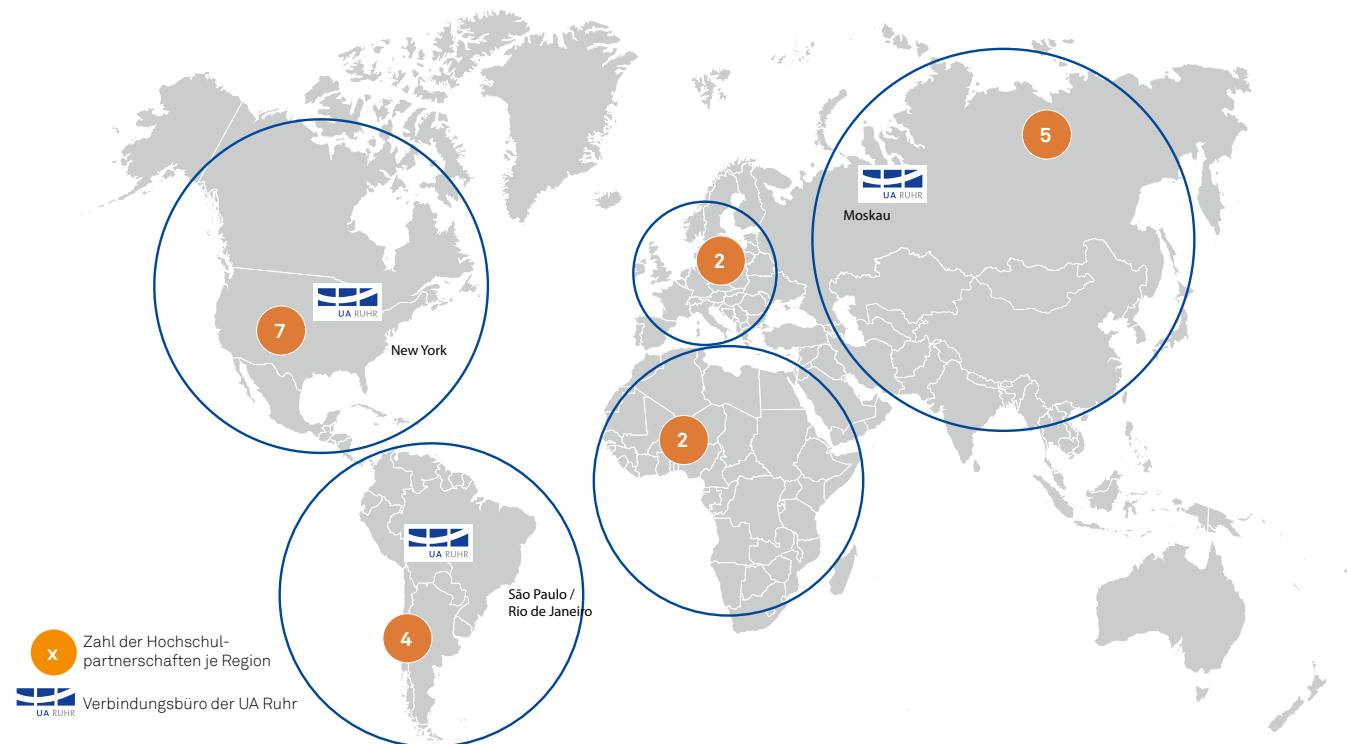 5
UA RUHR
Moskau
2
UA RUHR
7
New York
2
UA RUHR
São Paulo /
Rio de Janeiro
4
x
Zahl der Hochschul-
partnerschaften je Region
UA RUHR
Verbindungsbüro der UA Ruhr